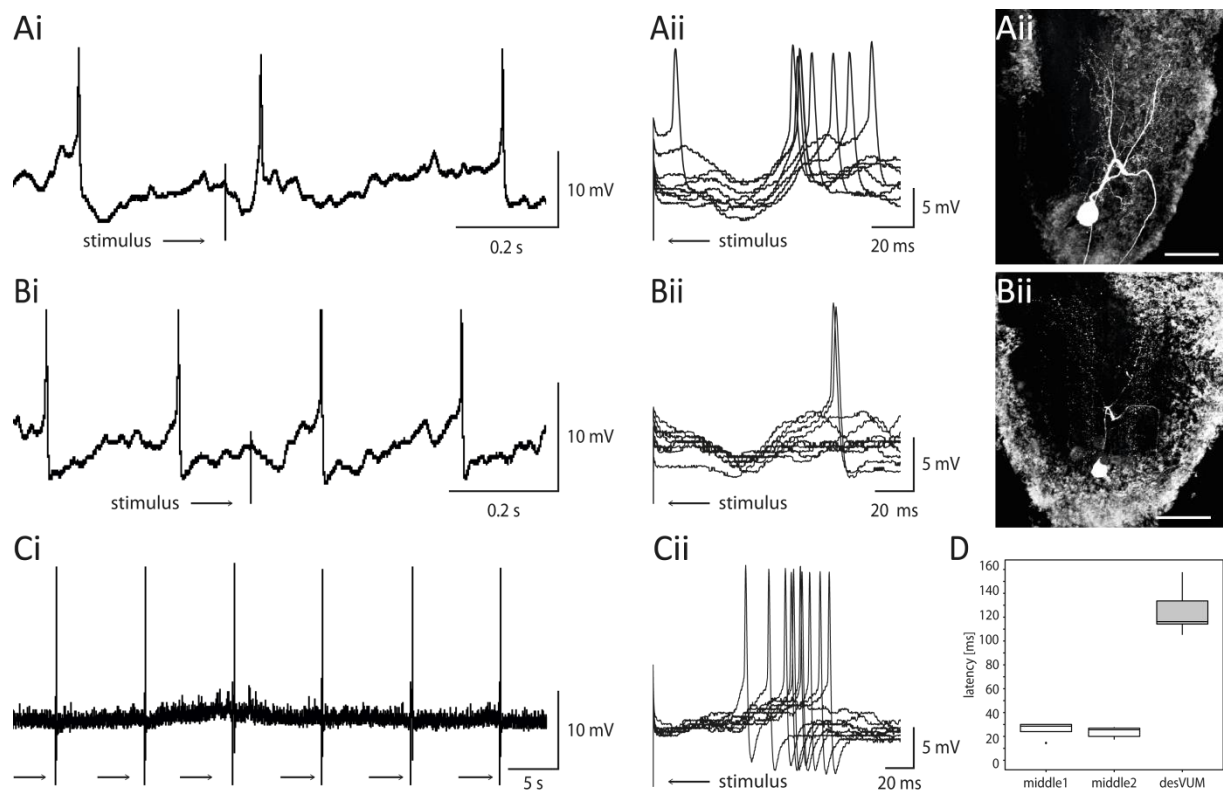 Ai
Aii
Aii
10 mV
5 mV
stimulus
0.2 s
stimulus
20 ms
Bi
Bii
Bii
10 mV
5 mV
stimulus
0.2 s
stimulus
20 ms
Ci
Cii
D
10 mV
5 mV
5 s
stimulus
20 ms
latency [ms]
160
140
120
100
80
60
40
20
0
middle1
middle2
desVUM